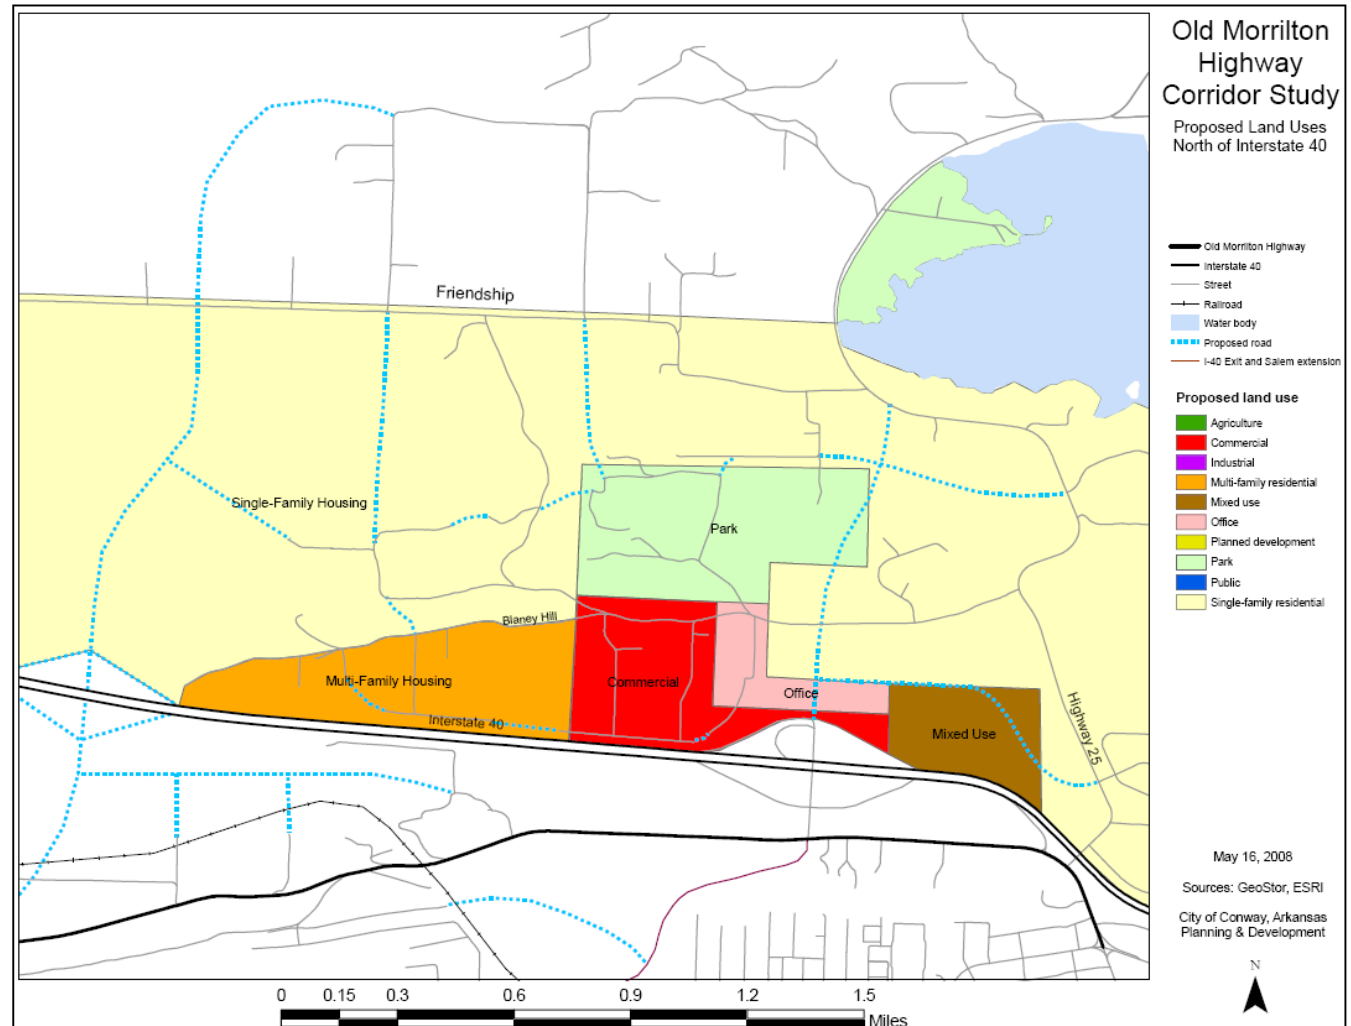 Old Morrilton
Highway
Corridor Study
Proposed Land Uses
North of Interstate 40
Old Morrilton Highway
Interstate 40
Street
Railroad
Water body
Proposed road
I-40 Exit and Salem extension
Proposed land use
Agriculture
Commercial
Industrial
Multi-family residential
Mixed use
Office
Planned development
Park
Public
Single-family residential
May 16, 2008
Sources: GeoStor, ESRI
City of Conway, Arkansas
Planning & Development
N
Friendship
Single-Family Housing
Park
Blaney Hill
Multi-Family Housing
Commercial
Office
Interstate 40
Mixed Use
Highway 25
0 0.15 0.3 0.6 0.9 1.2 1.5
Miles